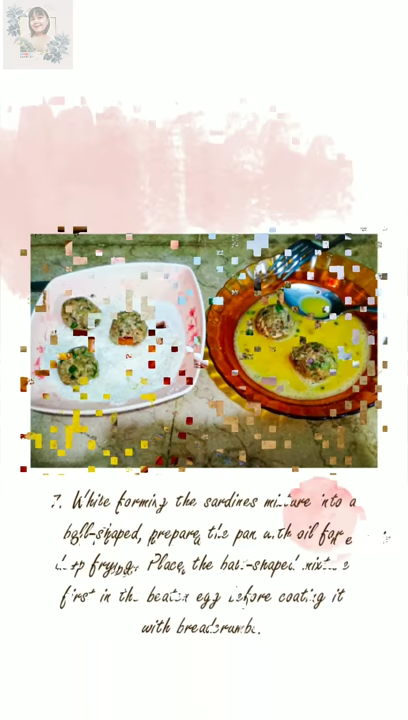 7. While forming the sardines mixture into a
ball-shaped, prepare the pan with oil for
deep frying. Place the ball-shaped mixture
first in the beaten egg before coating it
with breadcrumbs.